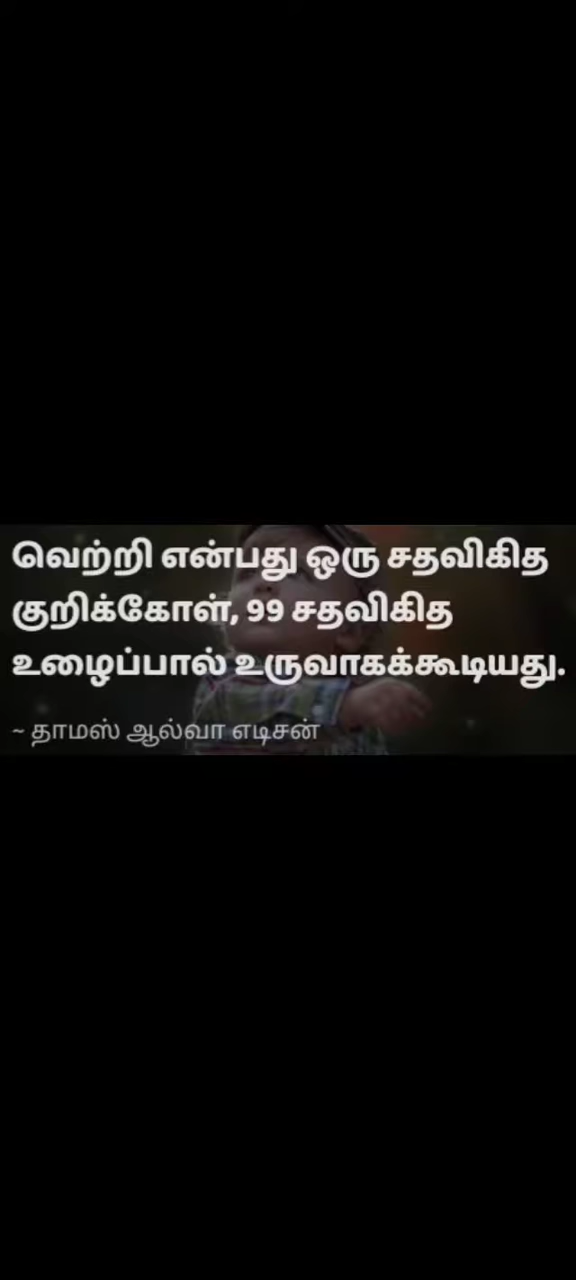 வெற்றி என்பது ஒரு சதவிகித
குறிக்கோள், 99 சதவிகித
உழைப்பால் உருவாகக்கூடியது.
~ தாமஸ் ஆல்வா எடிசன்